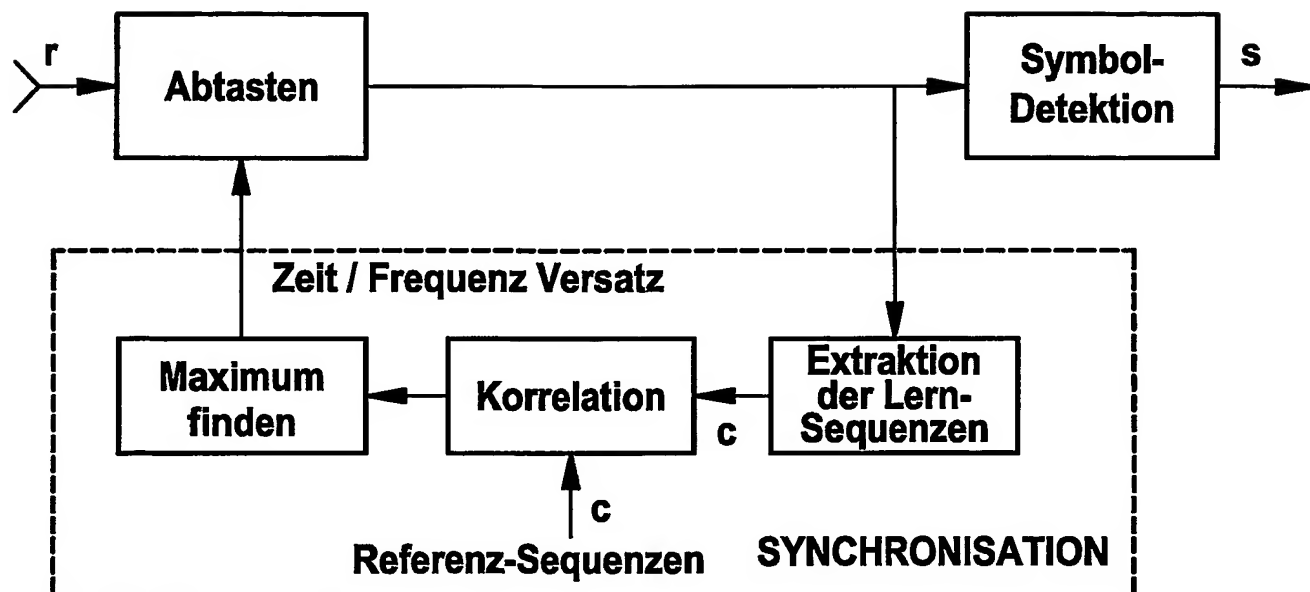 r
Abtasten
Symbol-
Detektion
s
Zeit / Frequenz Versatz
Maximum
finden
Korrelation
c
Extraktion
der Lern-
Sequenzen
c
Referenz-Sequenzen
SYNCHRONISATION